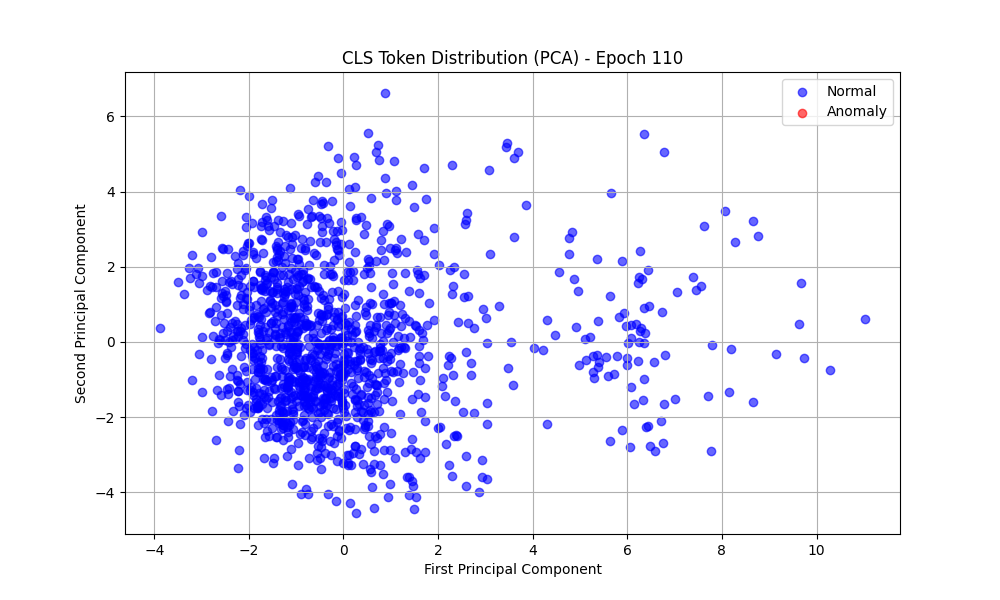 CLS Token Distribution (PCA) - Epoch 110
Normal
Anomaly
6
4
2
0
−2
−4
Second Principal Component
−4
−2
0
2
4
6
8
10
First Principal Component